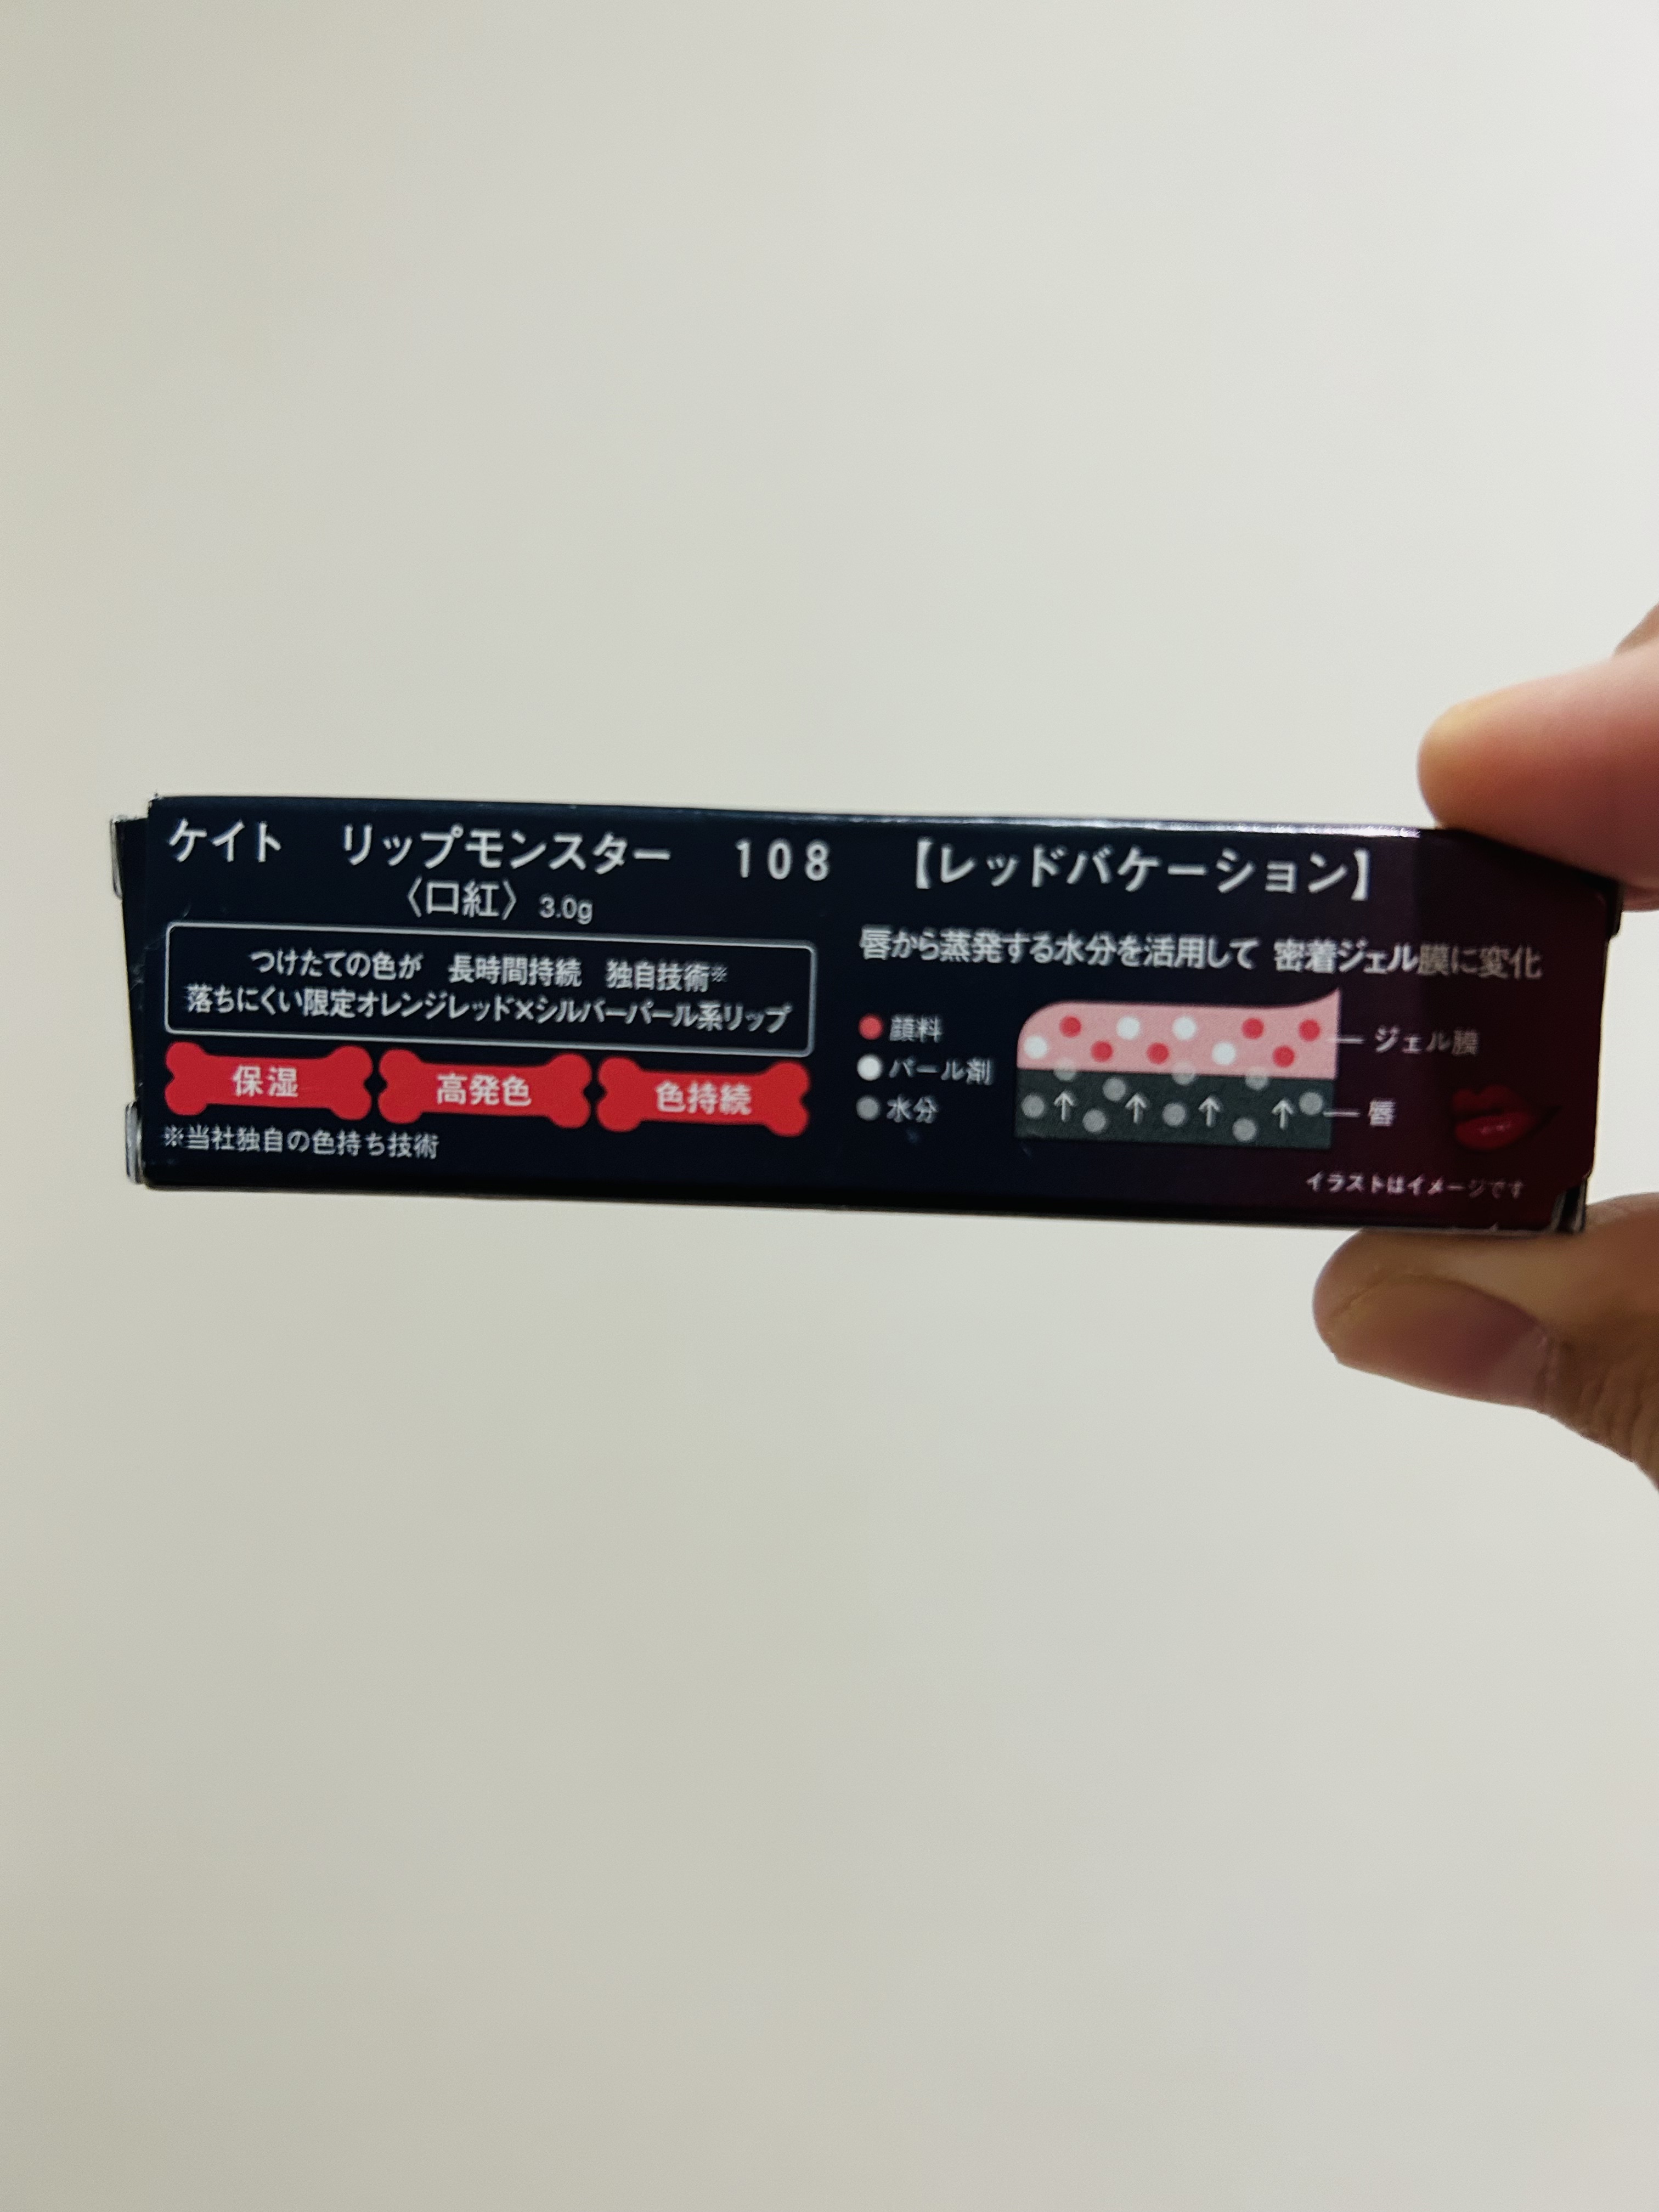 ケイト　リップモンスター　108　【レッドバケーション】
〈口紅〉 3.0g
つけたての色が　長時間持続　独自技術※
落ちにくい限定オレンジレッド×シルバーパール系リップ
保湿　高発色　色持続
※当社独自の色持ち技術
唇から蒸発する水分を活用して 密着ジェル膜に変化
顔料
パール剤
水分
ジェル膜
唇
イラストはイメージです